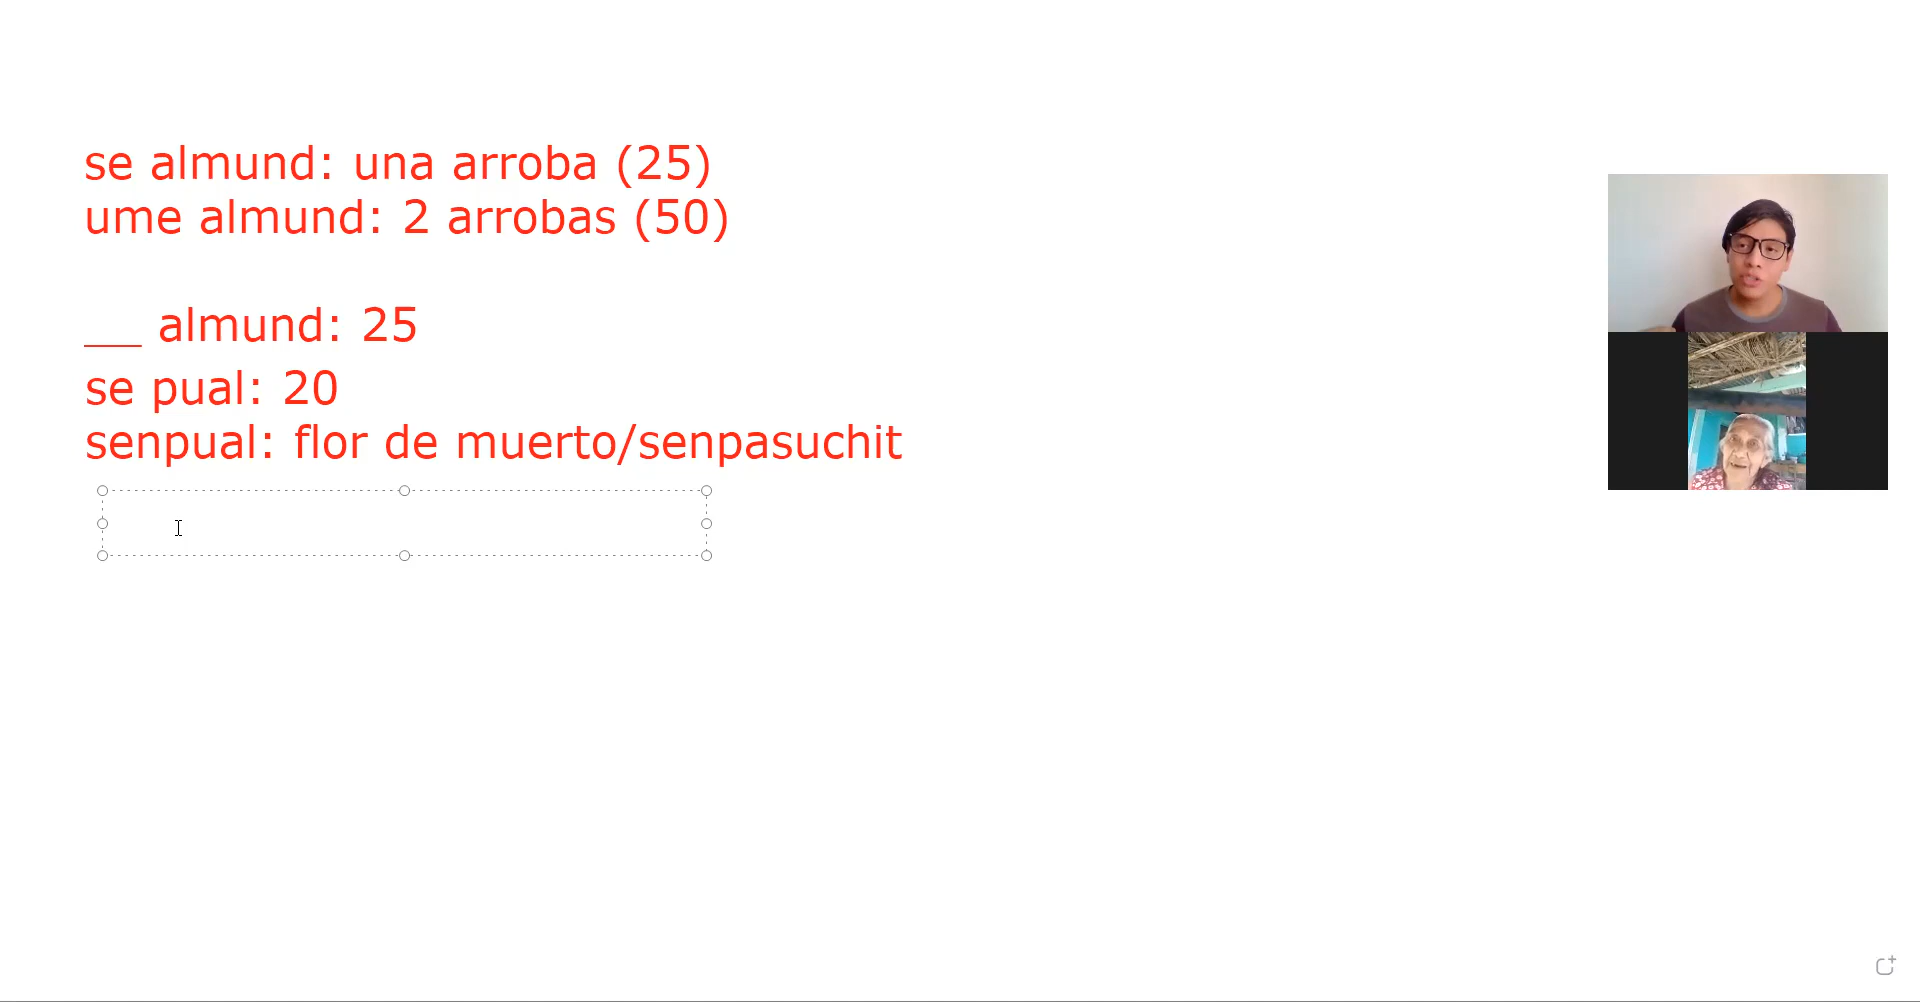 se almund: una arroba (25)
ume almund: 2 arrobas (50)
__ almund: 25
se pual: 20
senpual: flor de muerto/senpasuchit